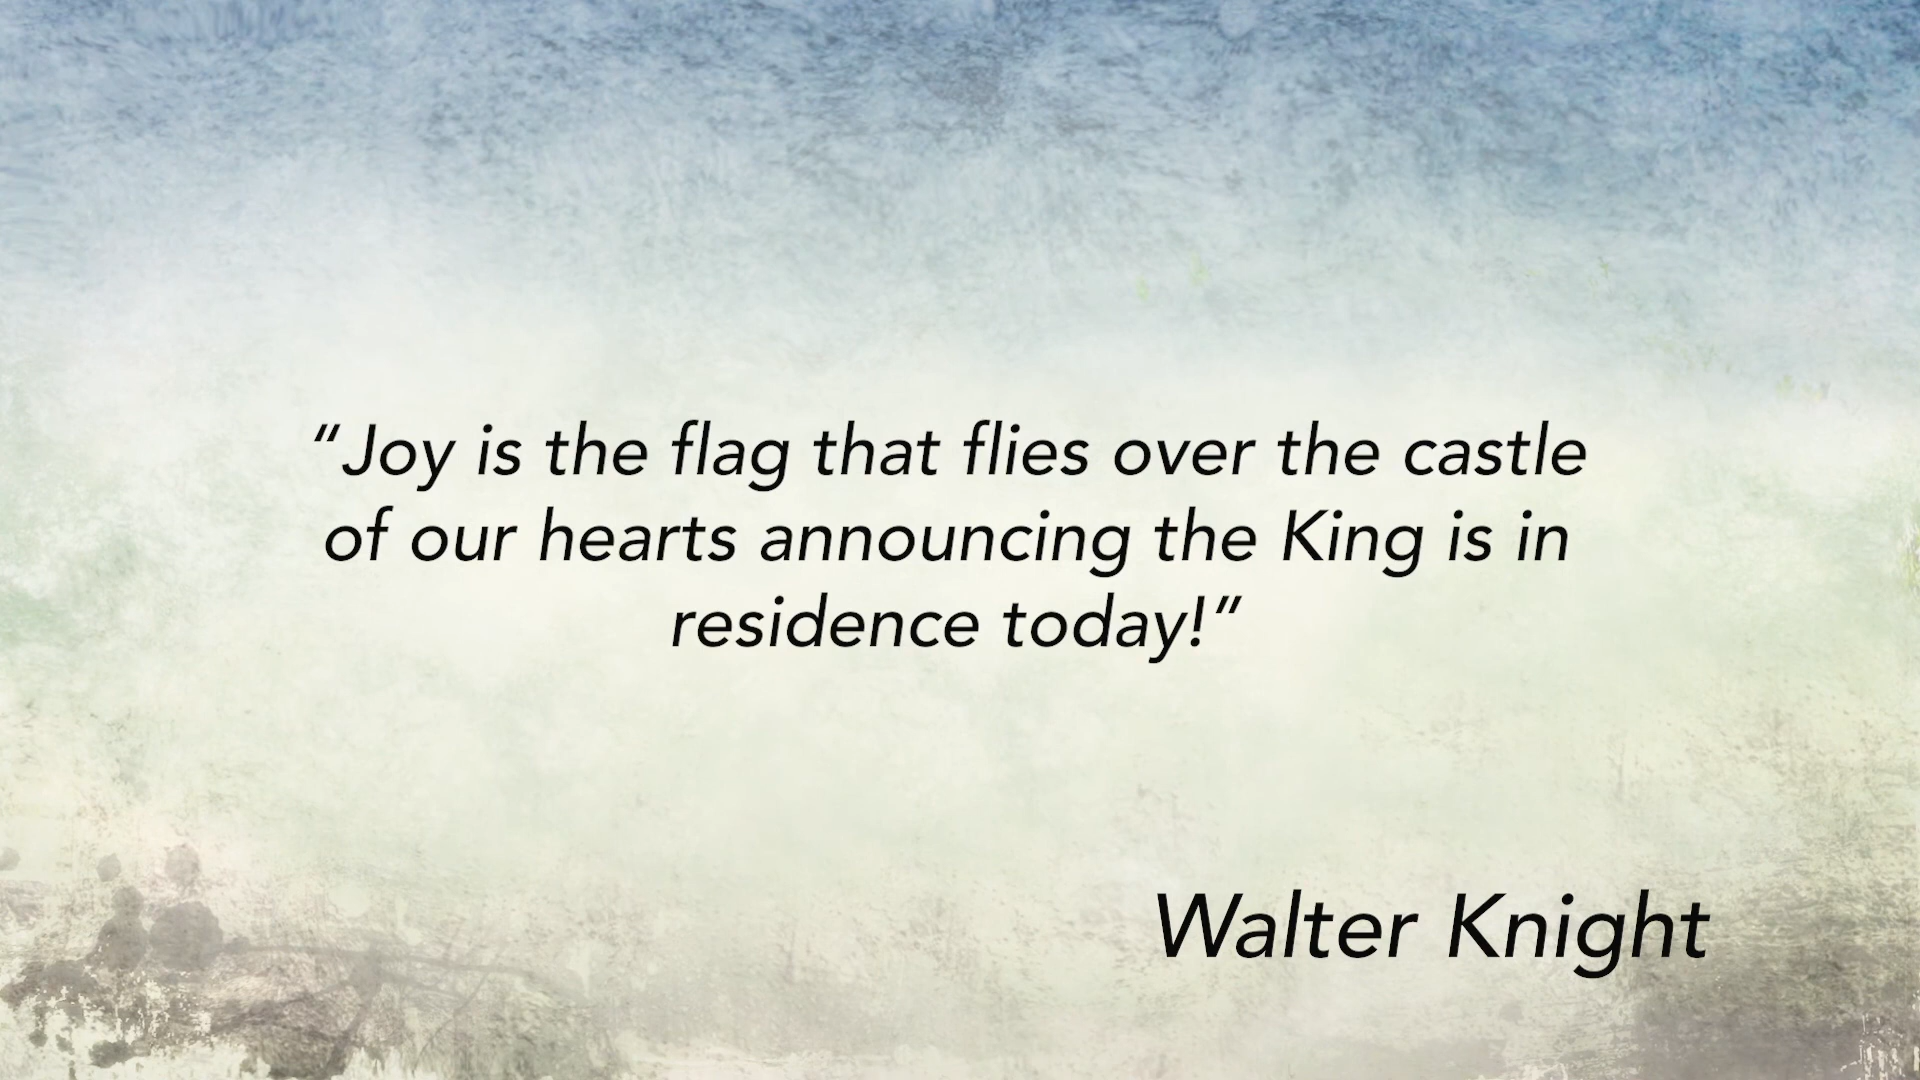 “Joy is the flag that flies over the castle
of our hearts announcing the King is in
residence today!”
Walter Knight